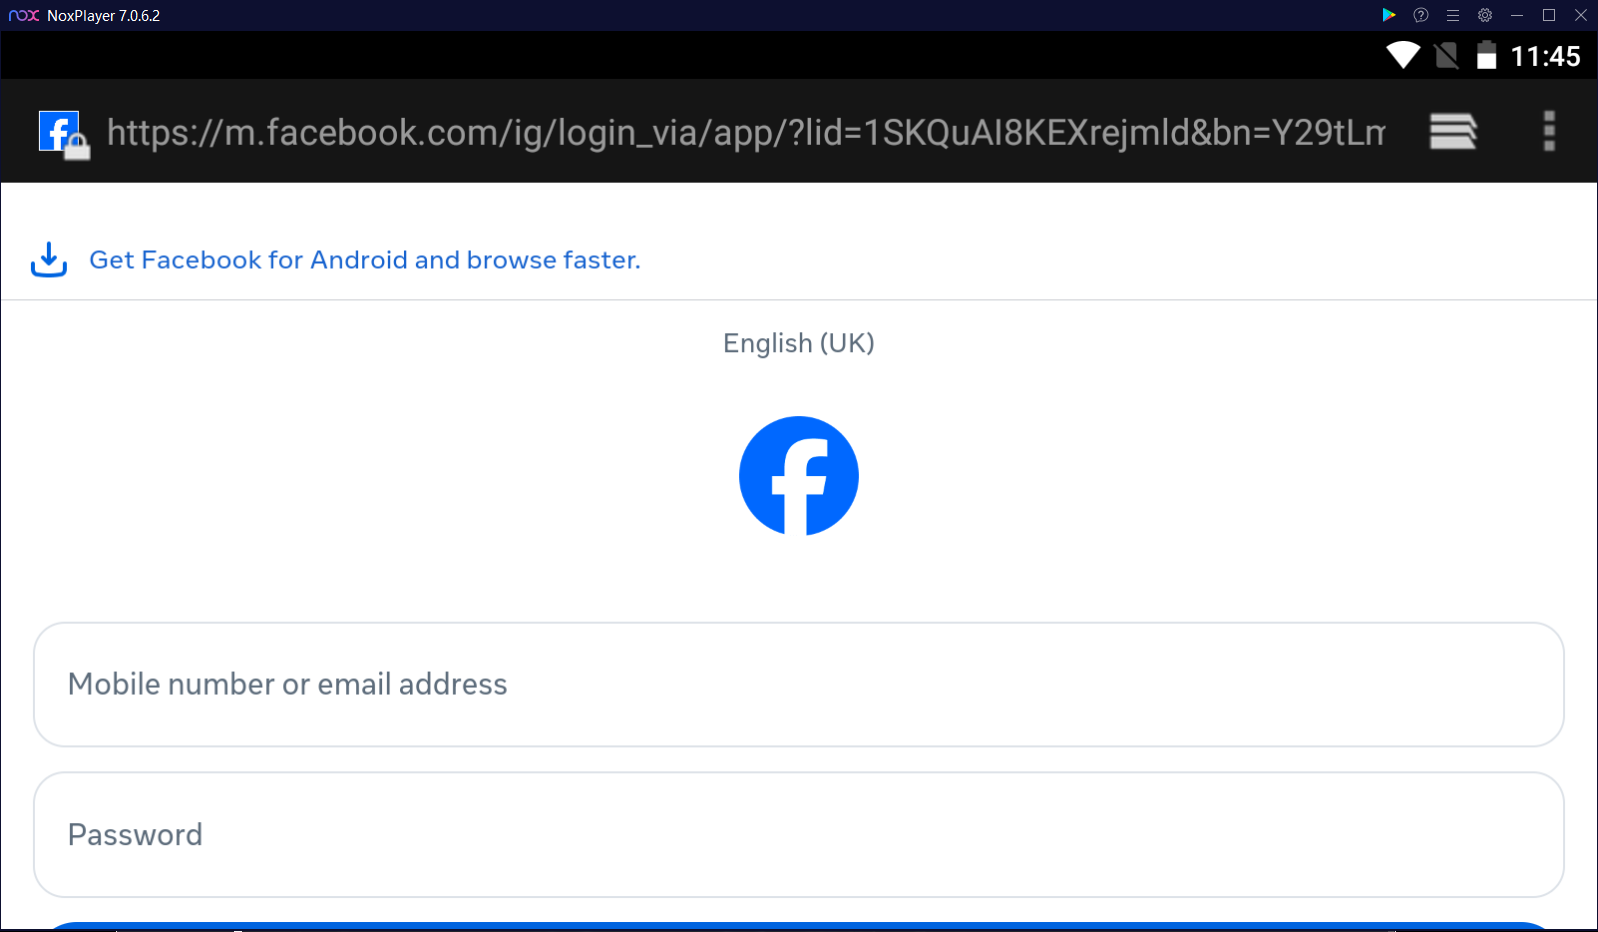 nox NoxPlayer 7.0.6.2
11:45
https://m.facebook.com/ig/login_via/app/?lid=1SKQuAI8KEXrejmld&bn=Y29tLm
Get Facebook for Android and browse faster.
English (UK)
Mobile number or email address
Password